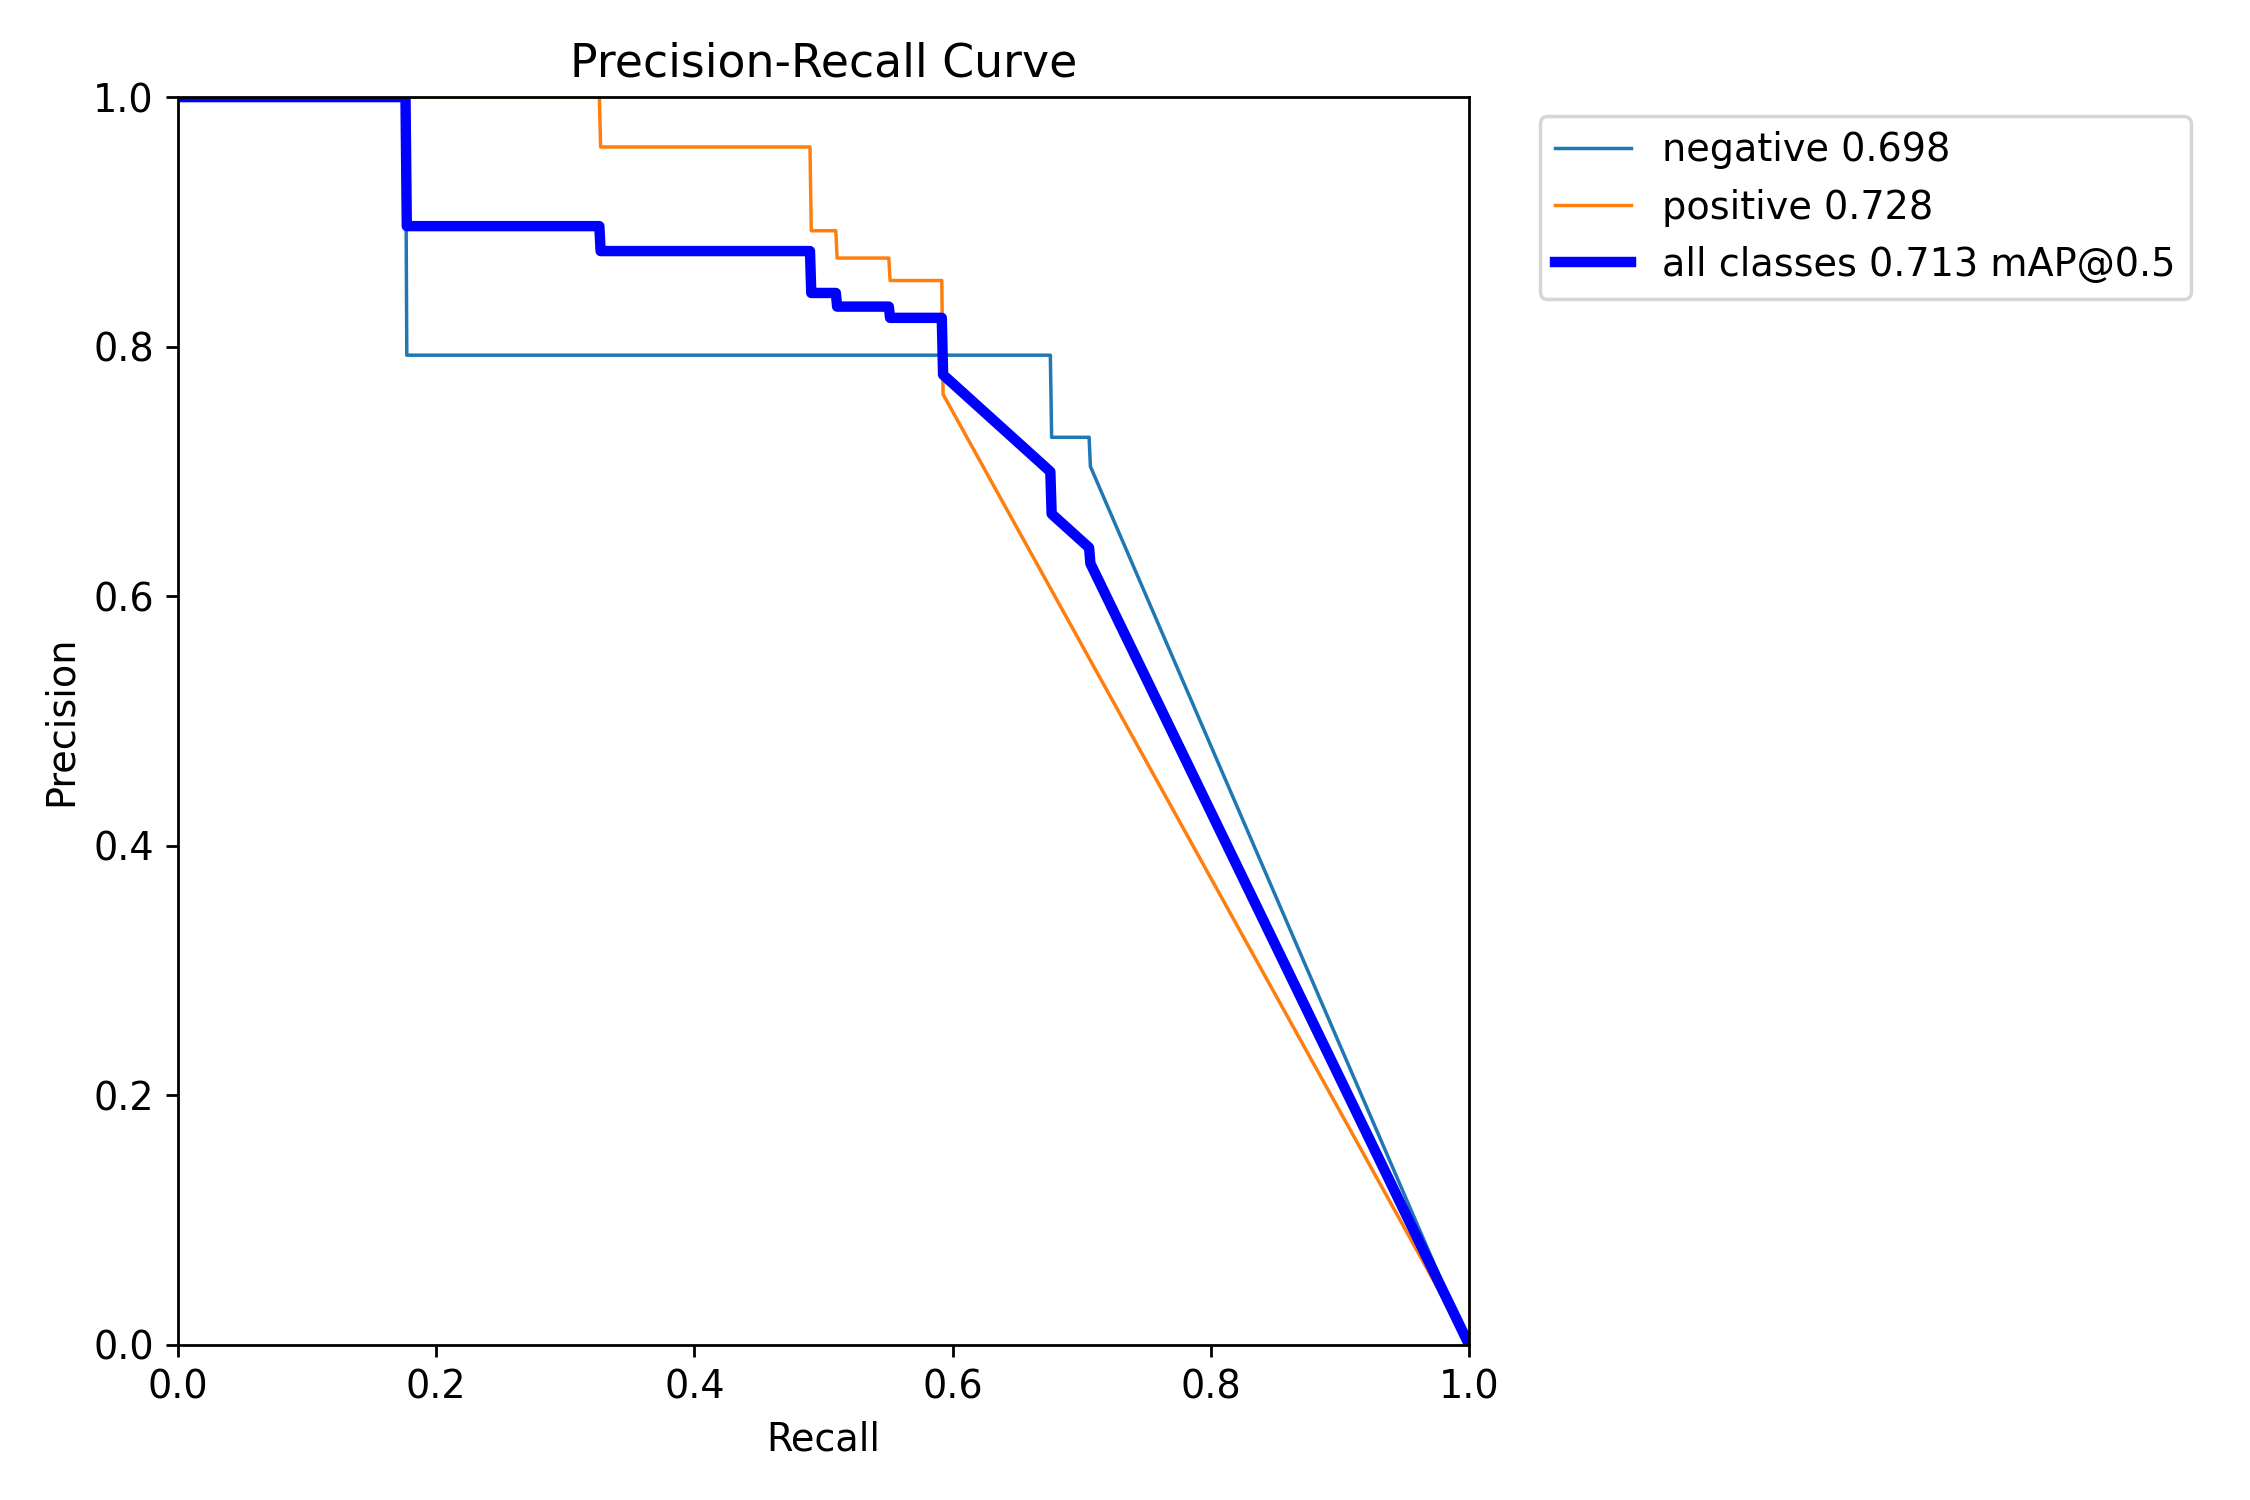 Precision-Recall Curve
1.0
0.8
0.6
0.4
0.2
0.0
Precision
0.0 0.2 0.4 0.6 0.8 1.0
Recall
negative 0.698
positive 0.728
all classes 0.713 mAP@0.5